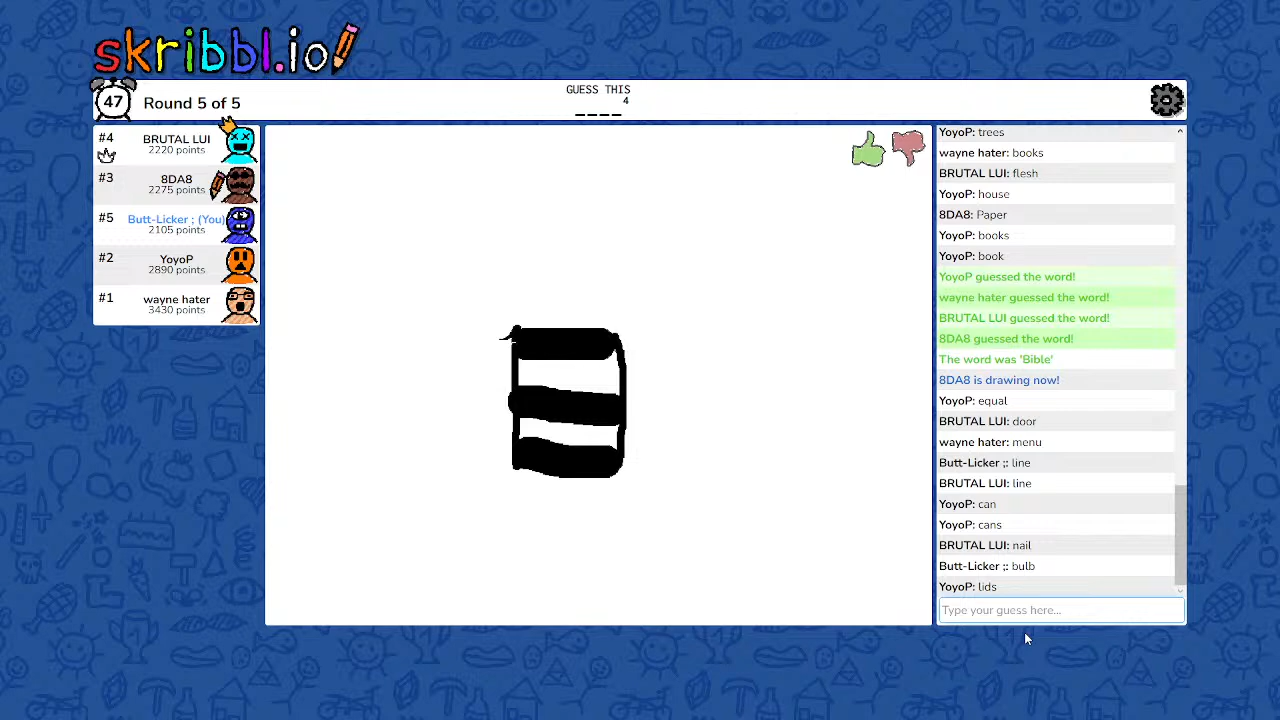 skribbl.io
47
Round 5 of 5
GUESS THIS
4
____
#4
BRUTAL LUI
2220 points
#3
8DA8
2275 points
#5
Butt-Licker ; (You)
2105 points
#2
YoyoP
2890 points
#1
wayne hater
3430 points
YoyoP: trees
wayne hater: books
BRUTAL LUI: flesh
YoyoP: house
8DA8: Paper
YoyoP: books
YoyoP: book
YoyoP guessed the word!
wayne hater guessed the word!
BRUTAL LUI guessed the word!
8DA8 guessed the word!
The word was 'Bible'
8DA8 is drawing now!
YoyoP: equal
BRUTAL LUI: door
wayne hater: menu
Butt-Licker ;: line
BRUTAL LUI: line
YoyoP: can
YoyoP: cans
BRUTAL LUI: nail
Butt-Licker ;: bulb
YoyoP: lids
Type your guess here...